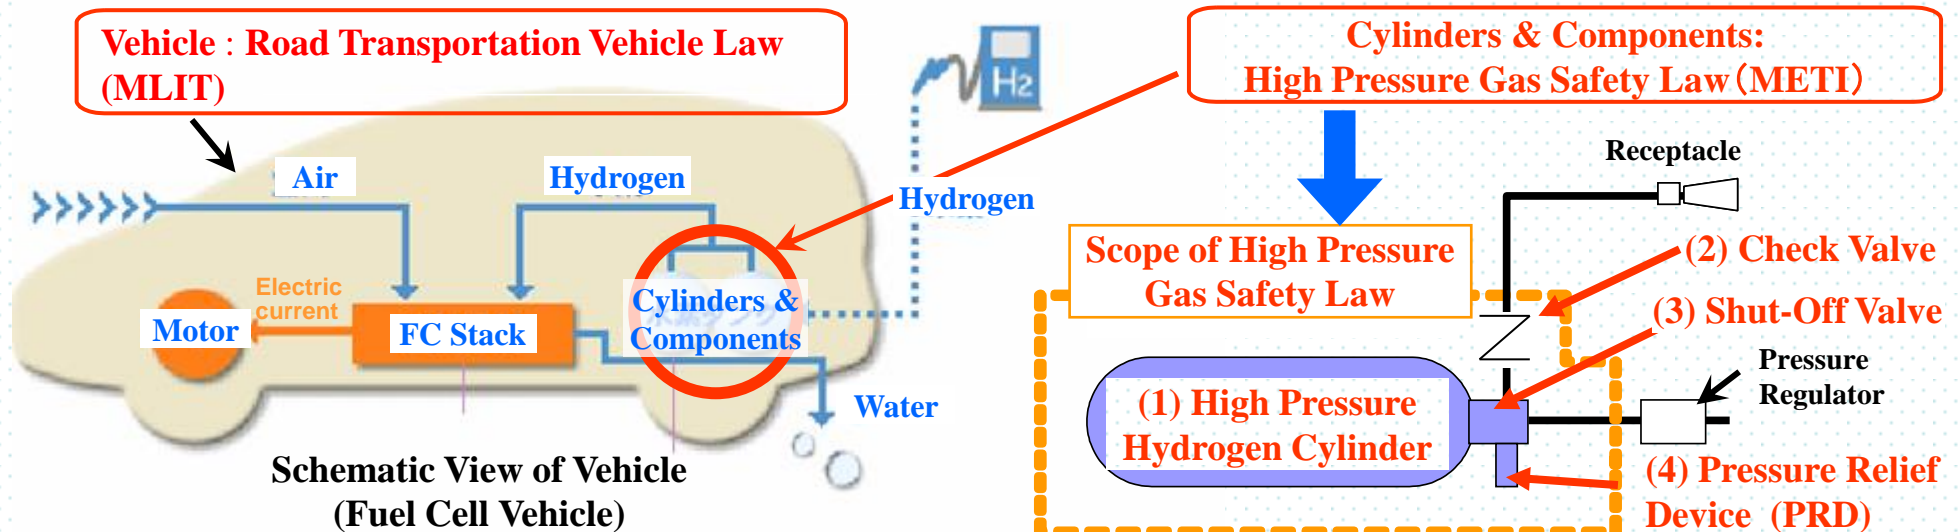 Vehicle : Road Transportation Vehicle Law
(MLIT)
Air
Hydrogen
H2
Hydrogen
Electric
current
Motor
FC Stack
Cylinders &
Components
Water
Schematic View of Vehicle
(Fuel Cell Vehicle)
Cylinders & Components:
High Pressure Gas Safety Law（METI）
Receptacle
Scope of High Pressure
Gas Safety Law
(2) Check Valve
(3) Shut-Off Valve
Pressure
Regulator
(1) High Pressure
Hydrogen Cylinder
(4) Pressure Relief
Device (PRD)